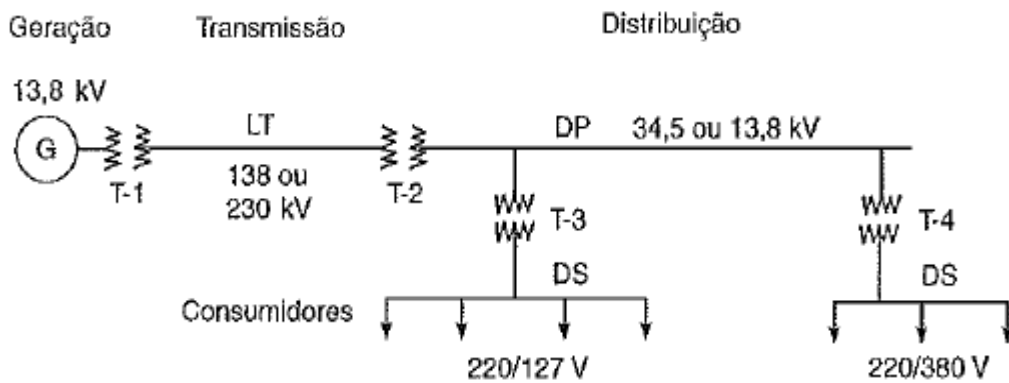 Geração Transmissão Distribuição
13,8 kV
G
LT
DP 34,5 ou 13,8 kV
T-1
138 ou
230 kV
T-2
T-3
T-4
DS
DS
Consumidores
220/127 V
220/380 V